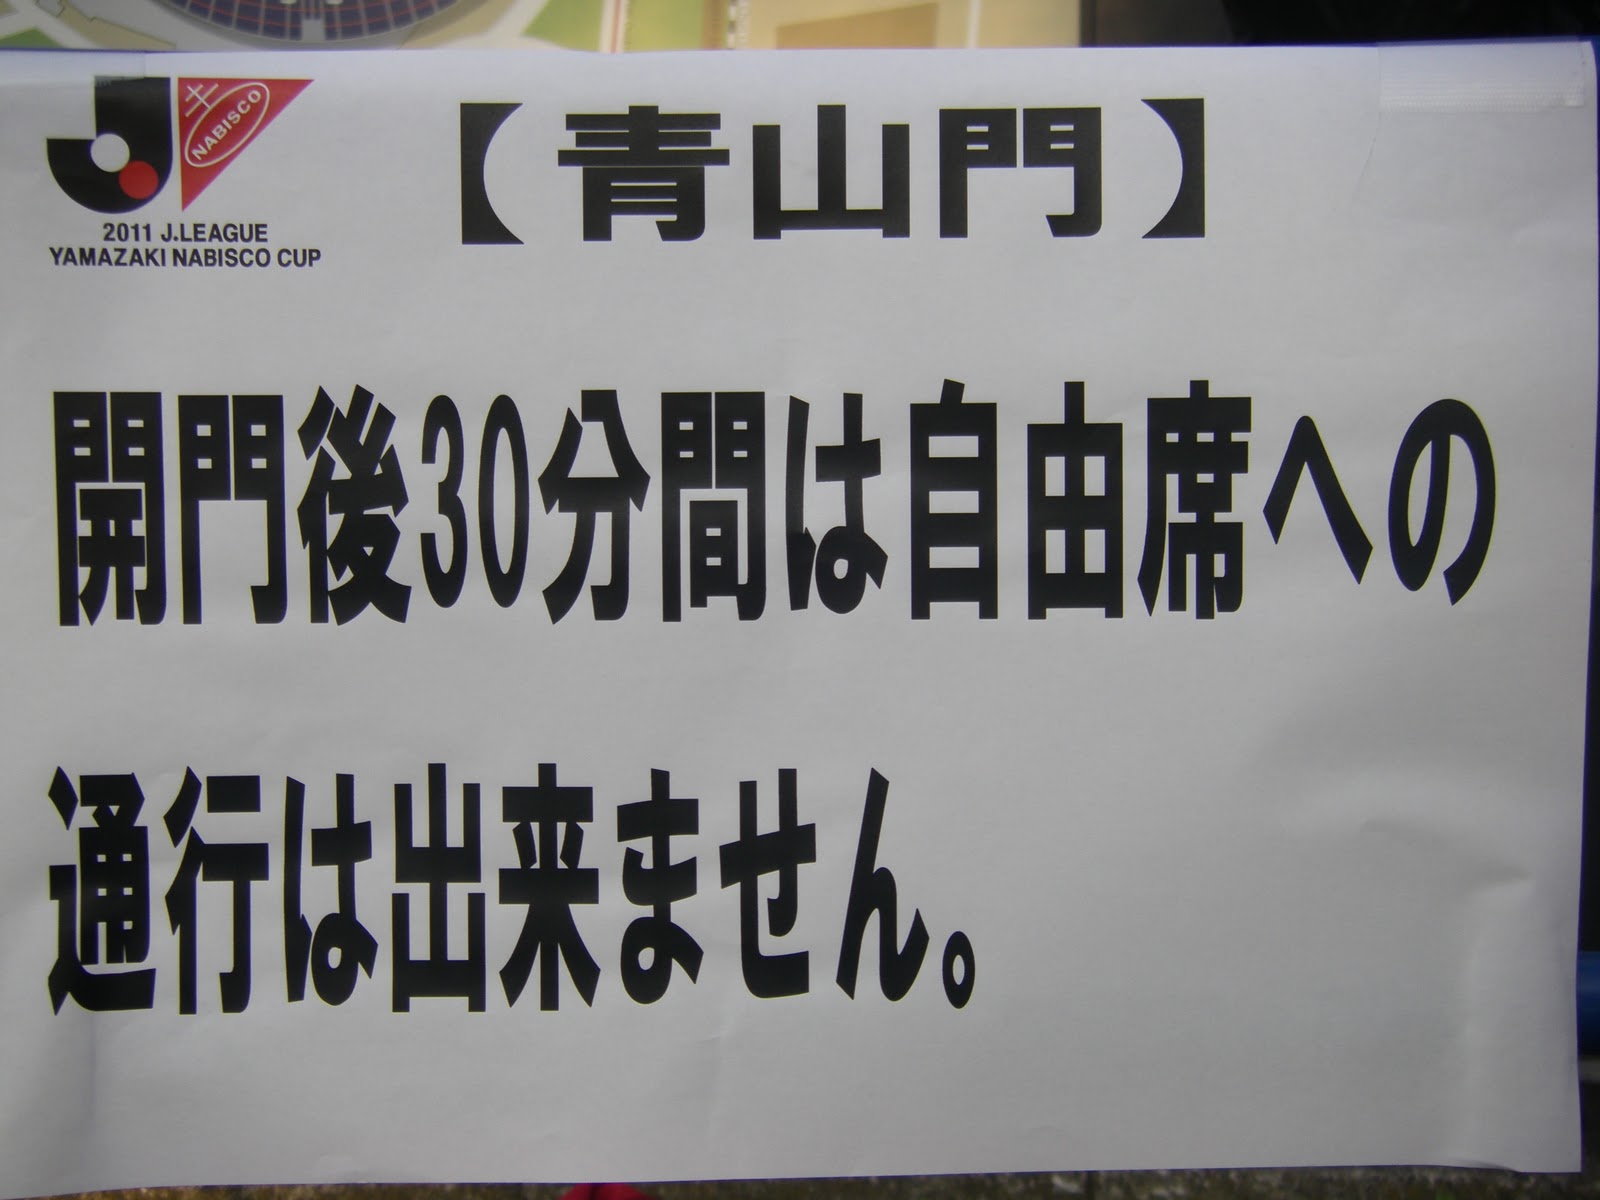 NABISCO
2011 J.LEAGUE
YAMAZAKI NABISCO CUP
【青山門】
開門後30分間は自由席への
通行は出来ません。